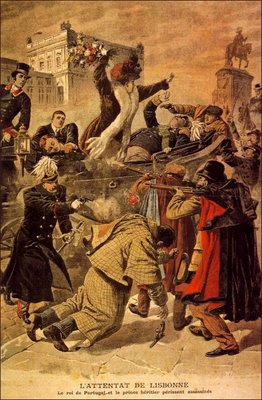 L'ATTENTAT DE LISBONNE
Le roi de Portugal et le prince héritier périssent assassinés